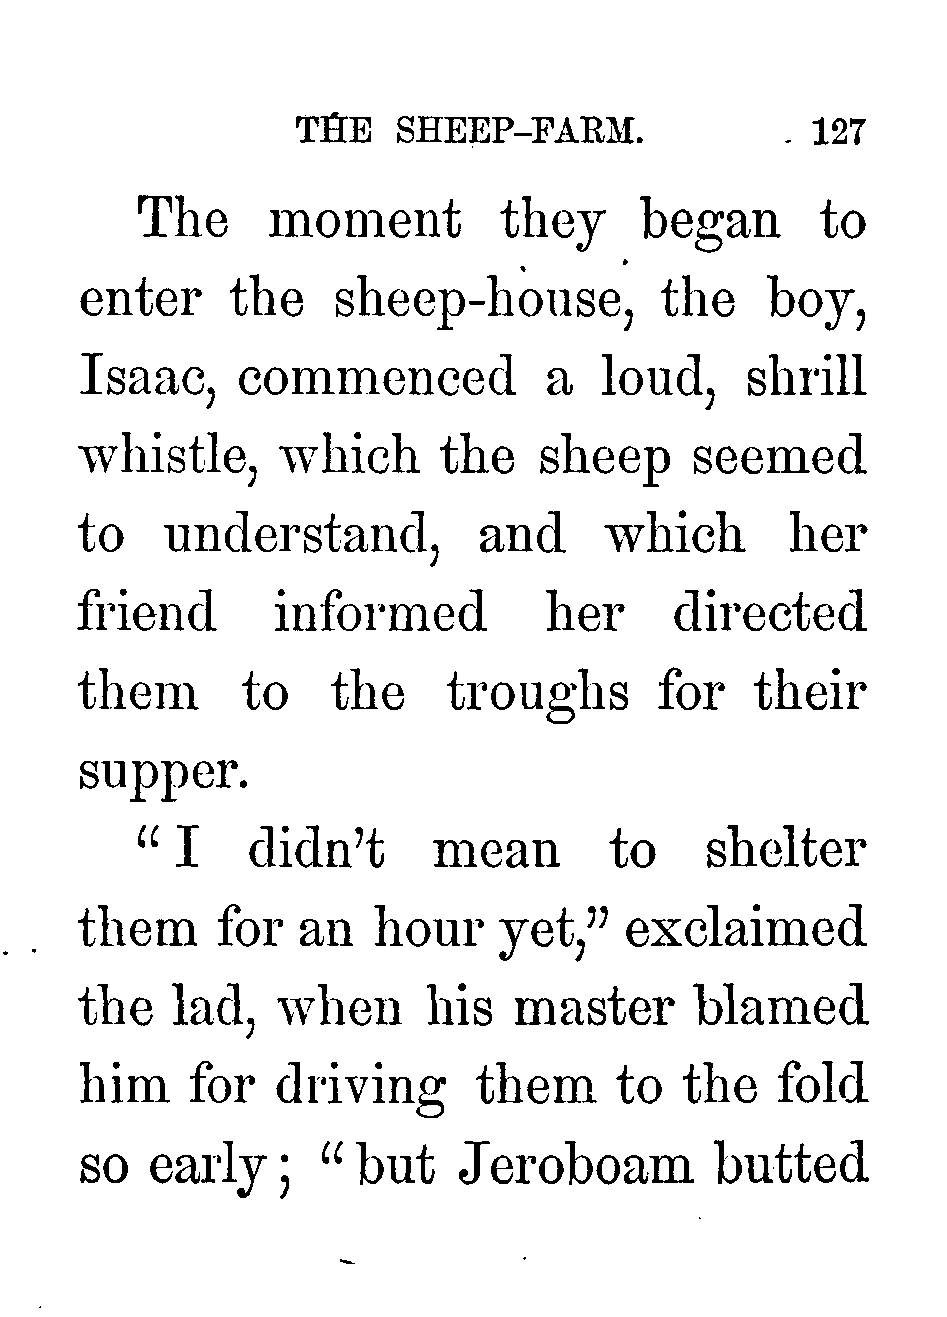 THE SHEEP-FARM. 127
The moment they began to
enter the sheep-house, the boy,
Isaac, commenced a loud, shrill
whistle, which the sheep seemed
to understand, and which her
friend informed her directed
them to the troughs for their
supper.
“ I didn’t mean to shelter
them for an hour yet,” exclaimed
the lad, when his master blamed
him for driving them to the fold
so early ; “ but Jeroboam butted